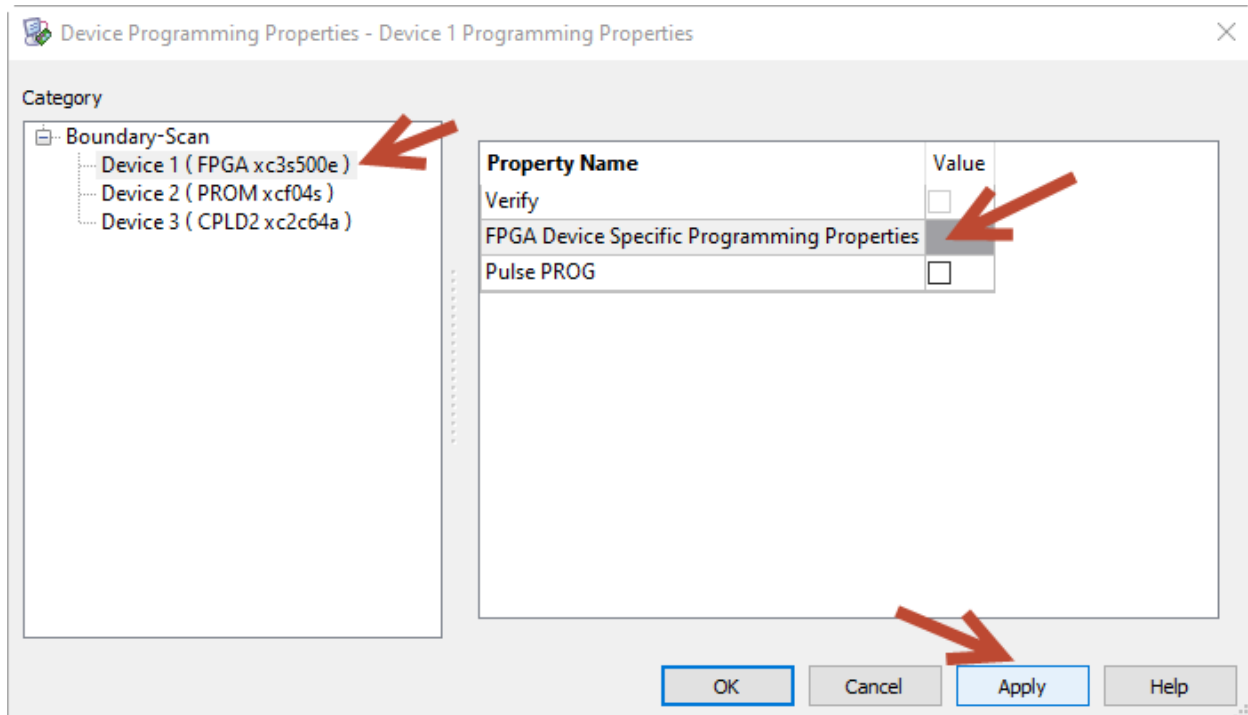 Device Programming Properties - Device 1 Programming Properties
Category
Boundary-Scan
Device 1 ( FPGA xc3s500e )
Device 2 ( PROM xcf04s )
Device 3 ( CPLD2 xc2c64a )
Property Name Value
Verify
FPGA Device Specific Programming Properties
Pulse PROG
OK Cancel Apply Help